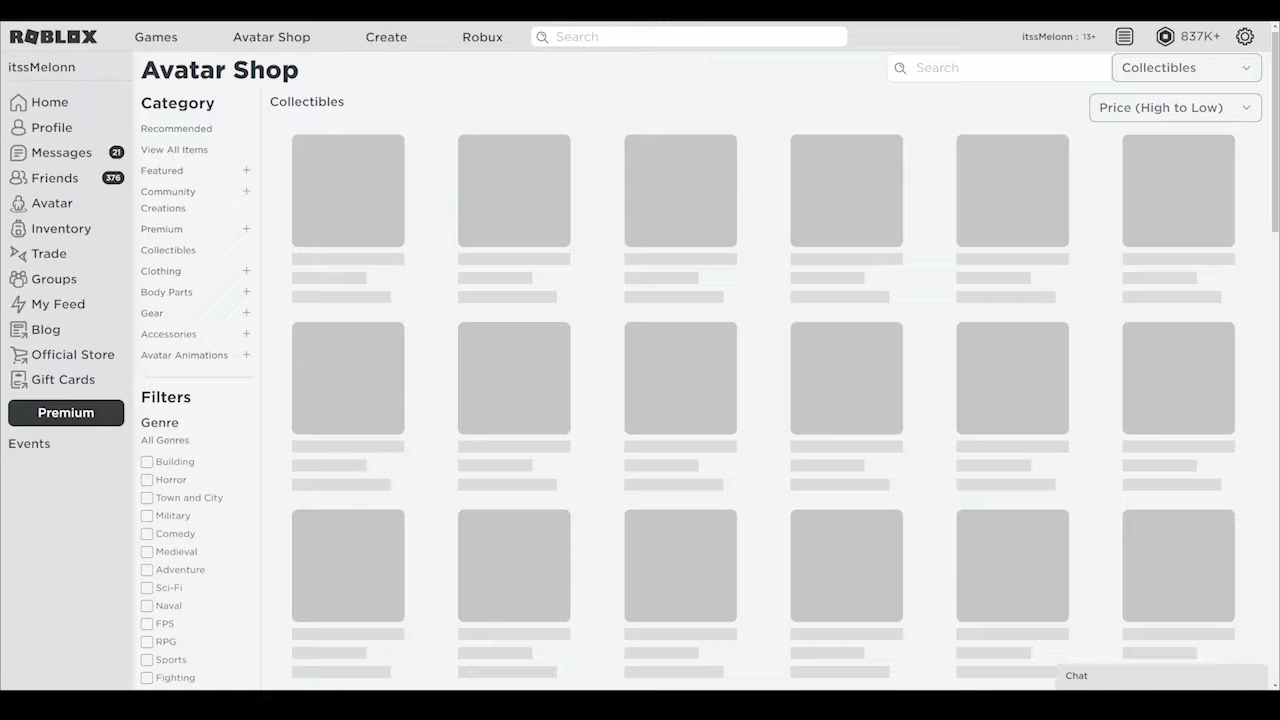 ROBLOX Games Avatar Shop Create Robux Search itssMelonn : 13+ 837K+
itssMelonn
Home
Profile
Messages 21
Friends 376
Avatar
Inventory
Trade
Groups
My Feed
Blog
Official Store
Gift Cards
Premium
Events
Avatar Shop
Search Collectibles
Category
Recommended
View All Items
Featured +
Community +
Creations
Premium +
Collectibles
Clothing +
Body Parts +
Gear +
Accessories +
Avatar Animations +
Filters
Genre
All Genres
Building
Horror
Town and City
Military
Comedy
Medieval
Adventure
Sci-Fi
Naval
FPS
RPG
Sports
Fighting
Collectibles
Price (High to Low)
Chat